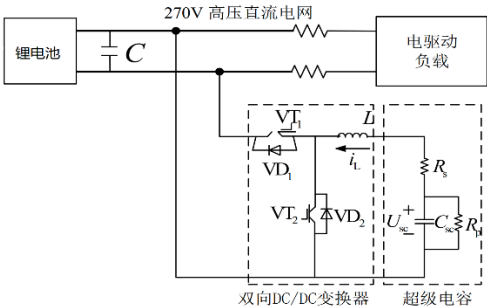 270V 高压直流电网
锂电池
C
电驱动
负载
VT₁
L
VD₁
iL
Rs
VT₂
VD₂
Usc
+
−
Csc
Rp
双向DC/DC变换器
超级电容